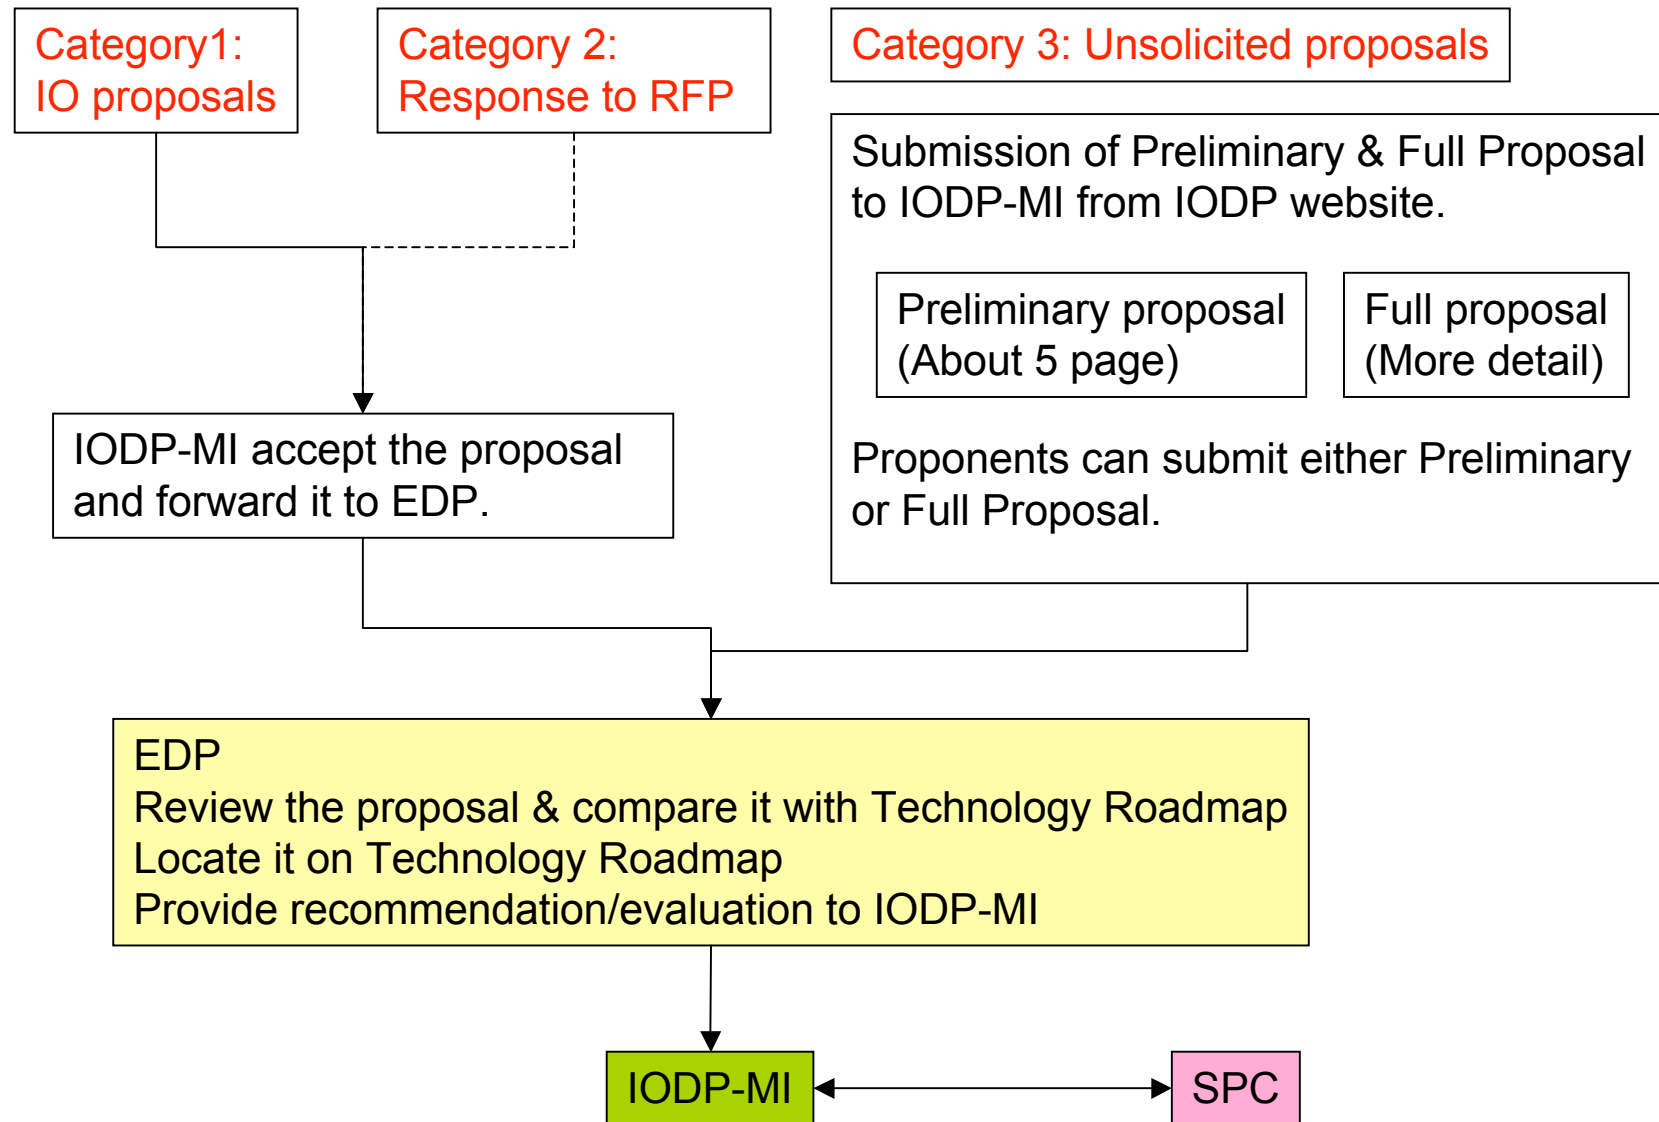 Category1:
IO proposals
Category 2:
Response to RFP
Category 3: Unsolicited proposals
Submission of Preliminary & Full Proposal
to IODP-MI from IODP website.
Preliminary proposal
(About 5 page)
Full proposal
(More detail)
Proponents can submit either Preliminary
or Full Proposal.
IODP-MI accept the proposal
and forward it to EDP.
EDP
Review the proposal & compare it with Technology Roadmap
Locate it on Technology Roadmap
Provide recommendation/evaluation to IODP-MI
IODP-MI
SPC